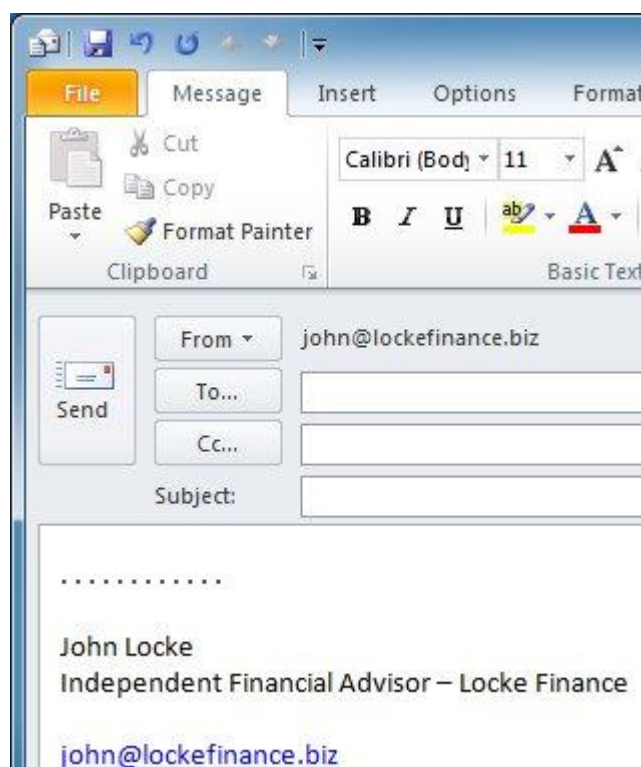 File Message Insert Options Format
Cut
Calibri (Body 11 A
Copy
Paste
B I U ab A
Format Painter
Clipboard Basic Text
From john@lockefinance.biz
Send
To...
Cc...
Subject:
............
John Locke
Independent Financial Advisor – Locke Finance
john@lockefinance.biz